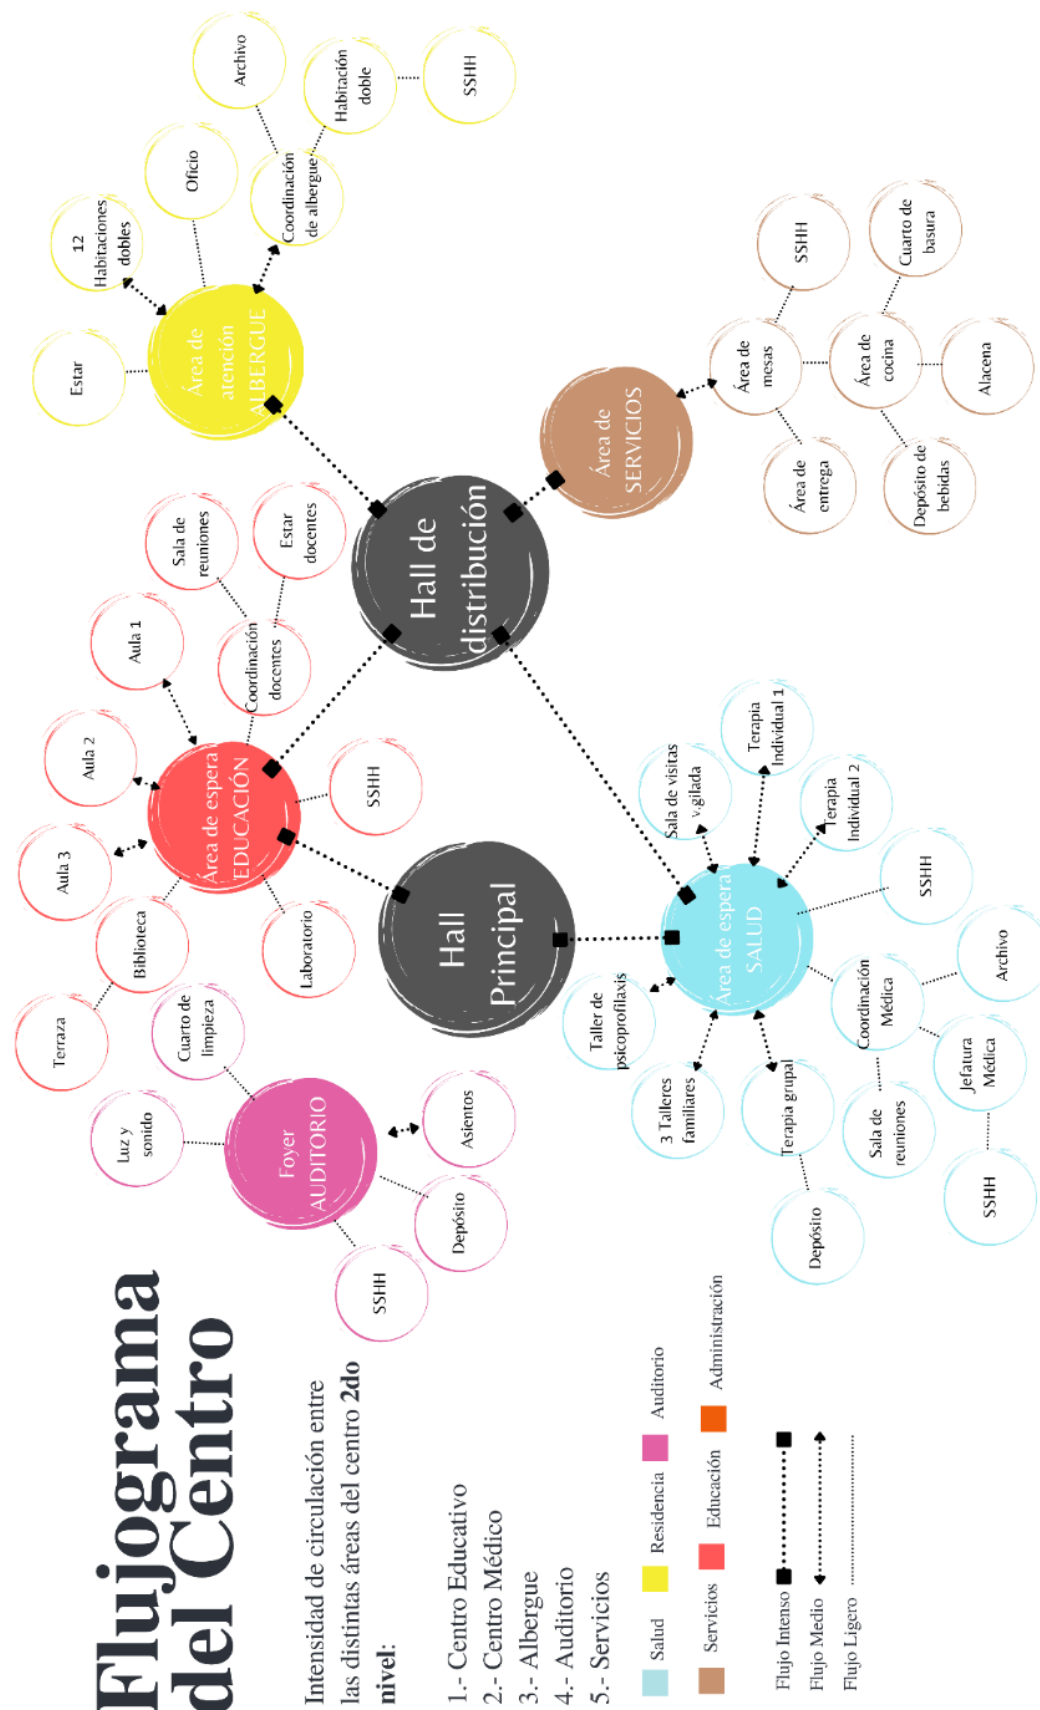 Flujograma
del Centro
Intensidad de circulación entre
las distintas áreas del centro 2do
nivel:
1.- Centro Educativo
2.- Centro Médico
3.- Albergue
4.- Auditorio
5.- Servicios
Salud
Residencia
Auditorio
Servicios
Educación
Administración
Flujo Intenso
Flujo Medio
Flujo Ligero
Luz y
sonido
Cuarto de
limpieza
Foyer
AUDITORIO
SSHH
Depósito
Asientos
Terraza
Biblioteca
Aula 3
Aula 2
Aula 1
Área de espera
EDUCACIÓN
Laboratorio
SSHH
Coordinación
docentes
Sala de
reuniones
Estar
docentes
Hall
Principal
Hall de
distribución
Estar
12
Habitaciones
dobles
Oficio
Área de
atención
ALBERGUE
Coordinación
de albergue
Archivo
Habitación
doble
SSHH
Área de
SERVICIOS
Área de
mesas
SSHH
Área de
entrega
Área de
cocina
Cuarto de
basura
Depósito de
bebidas
Alacena
Taller de
psicoprofilaxis
3 Talleres
familiares
Terapia grupal
Depósito
Área de espera
SALUD
Sala de visitas
v.gilada
Terapia
Individual 1
Terapia
Individual 2
SSHH
Coordinación
Médica
Archivo
Sala de
reuniones
Jefatura
Médica
SSHH